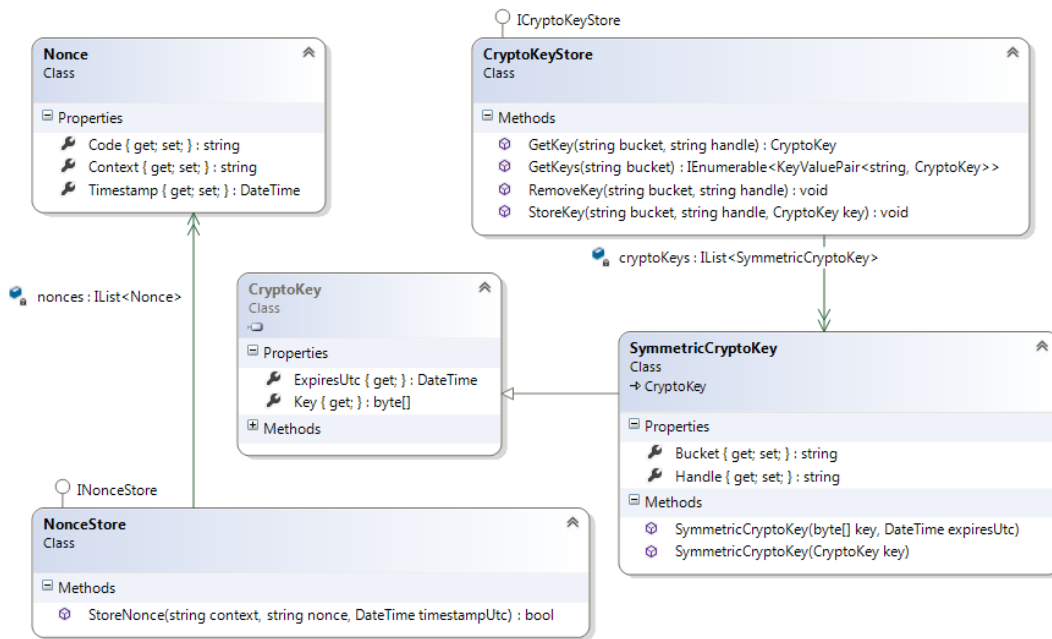 Nonce
Class
Properties
Code { get; set; } : string
Context { get; set; } : string
Timestamp { get; set; } : DateTime
ICryptoKeyStore
CryptoKeyStore
Class
Methods
GetKey(string bucket, string handle) : CryptoKey
GetKeys(string bucket) : IEnumerable<KeyValuePair<string, CryptoKey>>
RemoveKey(string bucket, string handle) : void
StoreKey(string bucket, string handle, CryptoKey key) : void
cryptoKeys : IList<SymmetricCryptoKey>
nonces : IList<Nonce>
CryptoKey
Class
Properties
ExpiresUtc { get; } : DateTime
Key { get; } : byte[]
Methods
SymmetricCryptoKey
Class
CryptoKey
Properties
Bucket { get; set; } : string
Handle { get; set; } : string
Methods
SymmetricCryptoKey(byte[] key, DateTime expiresUtc)
SymmetricCryptoKey(CryptoKey key)
INonceStore
NonceStore
Class
Methods
StoreNonce(string context, string nonce, DateTime timestampUtc) : bool